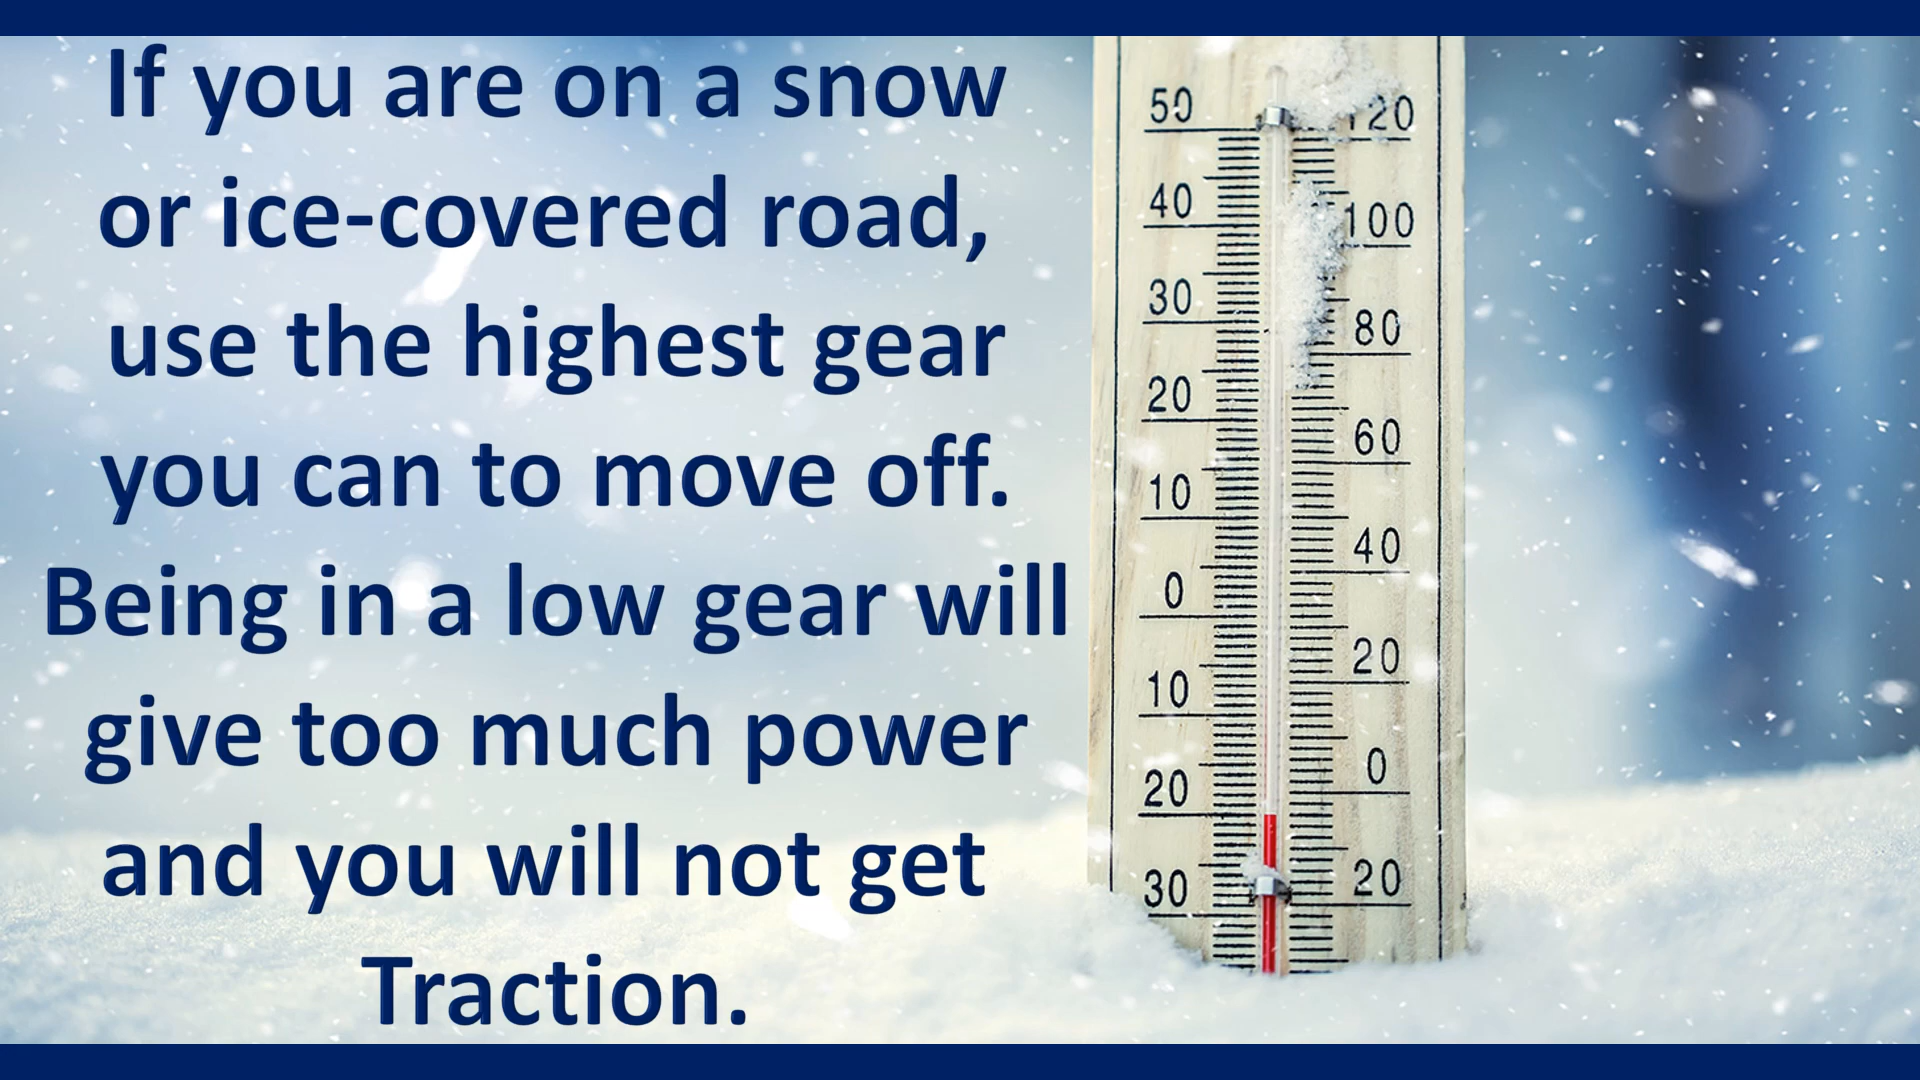 If you are on a snow
or ice-covered road,
use the highest gear
you can to move off.
Being in a low gear will
give too much power
and you will not get
Traction.
50 120
40 100
30 80
20 60
10 40
0 20
10 0
20 20
30